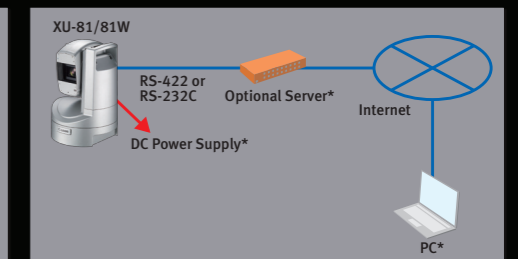 XU-81/81W
RS-422 or
RS-232C
Optional Server*
Internet
DC Power Supply*
PC*